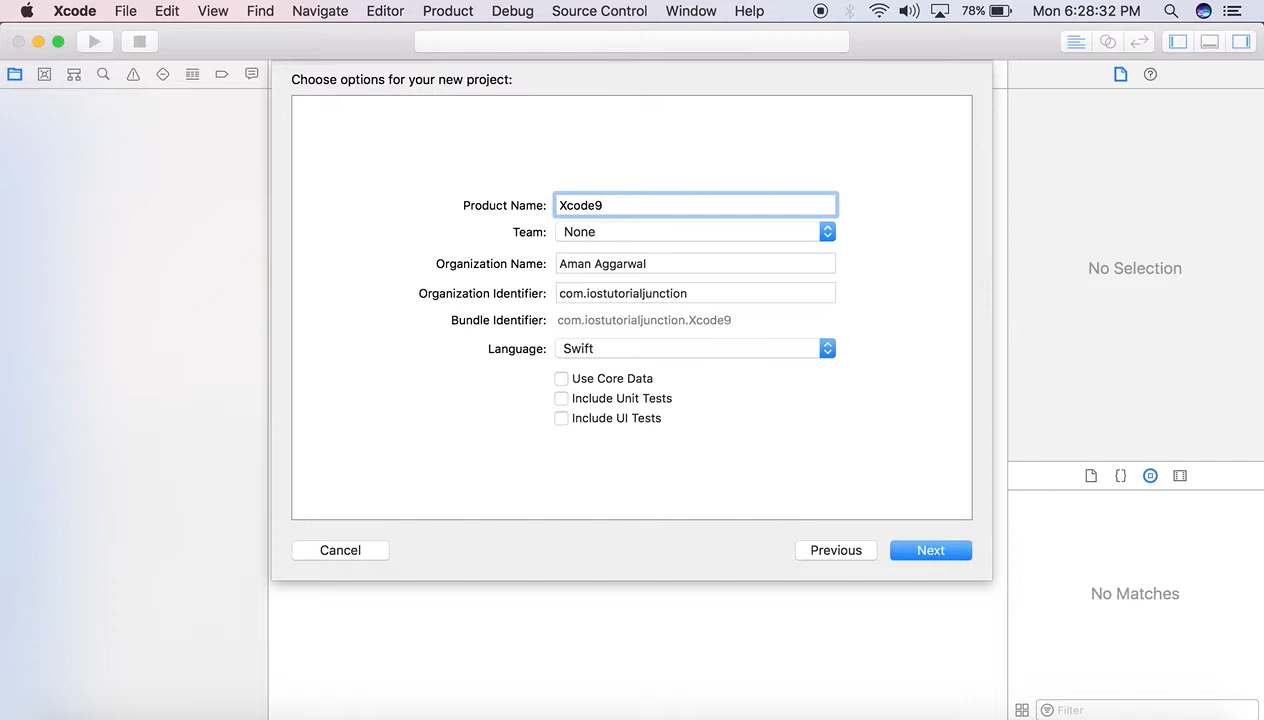 Xcode File Edit View Find Navigate Editor Product Debug Source Control Window Help 78% Mon 6:28:32 PM
Choose options for your new project:
Product Name: Xcode9
Team: None
Organization Name: Aman Aggarwal
Organization Identifier: com.iostutorialjunction
Bundle Identifier: com.iostutorialjunction.Xcode9
Language: Swift
Use Core Data
Include Unit Tests
Include UI Tests
Cancel Previous Next
No Selection
{}
No Matches
Filter